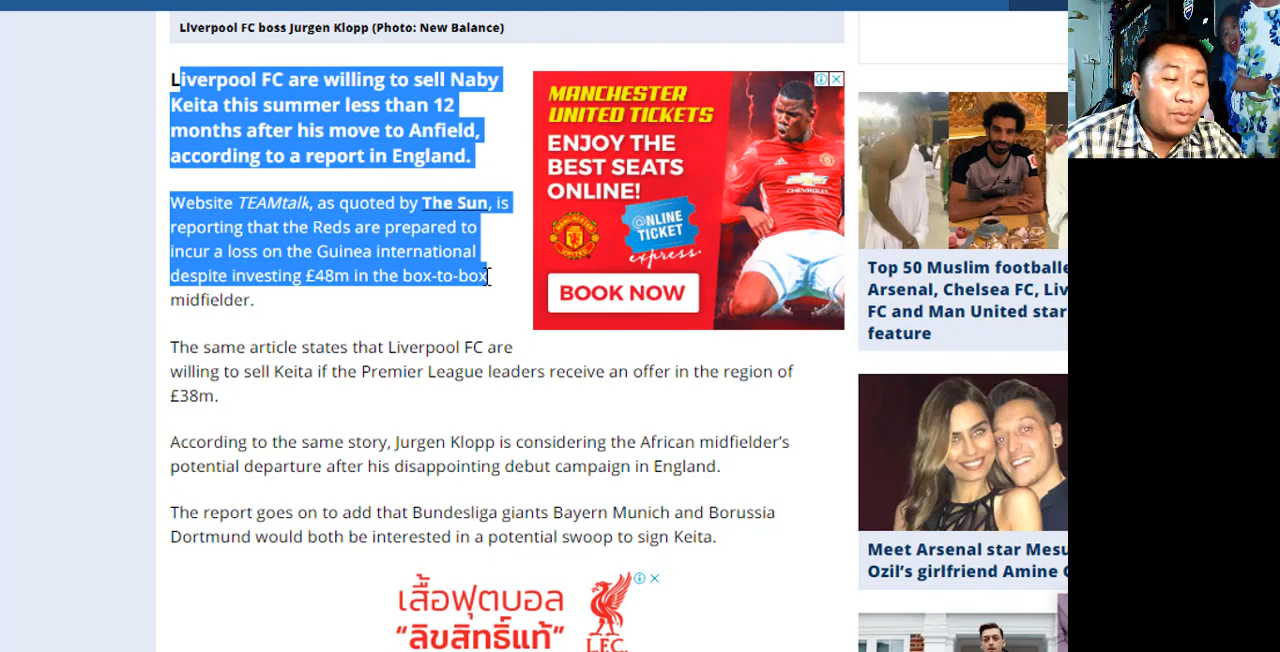 Liverpool FC boss Jurgen Klopp (Photo: New Balance)
Liverpool FC are willing to sell Naby
Keita this summer less than 12
months after his move to Anfield,
according to a report in England.
Website TEAMtalk, as quoted by The Sun, is
reporting that the Reds are prepared to
incur a loss on the Guinea international
despite investing £48m in the box-to-box
midfielder.
The same article states that Liverpool FC are
willing to sell Keita if the Premier League leaders receive an offer in the region of
£38m.
According to the same story, Jurgen Klopp is considering the African midfielder’s
potential departure after his disappointing debut campaign in England.
The report goes on to add that Bundesliga giants Bayern Munich and Borussia
Dortmund would both be interested in a potential swoop to sign Keita.
MANCHESTER
UNITED TICKETS
ENJOY THE
BEST SEATS
ONLINE!
ONLINE
TICKET
express.
BOOK NOW
CHEVROLET
เสื้อฟุตบอล
“ลิขสิทธิ์แท้”
L.F.C.
Top 50 Muslim footballe
Arsenal, Chelsea FC, Liv
FC and Man United star
feature
Meet Arsenal star Mesu
Ozil’s girlfriend Amine